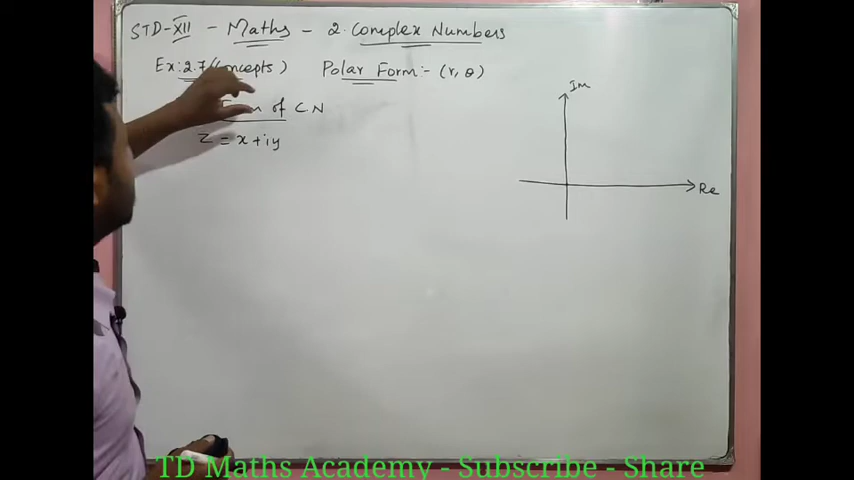 STD-XII - Maths - 2. Complex Numbers
Ex: 2.7 (Concepts) Polar Form:- (r, θ)
Form of CN
z = x+iy
Im
Re
TD Maths Academy - Subscribe - Share